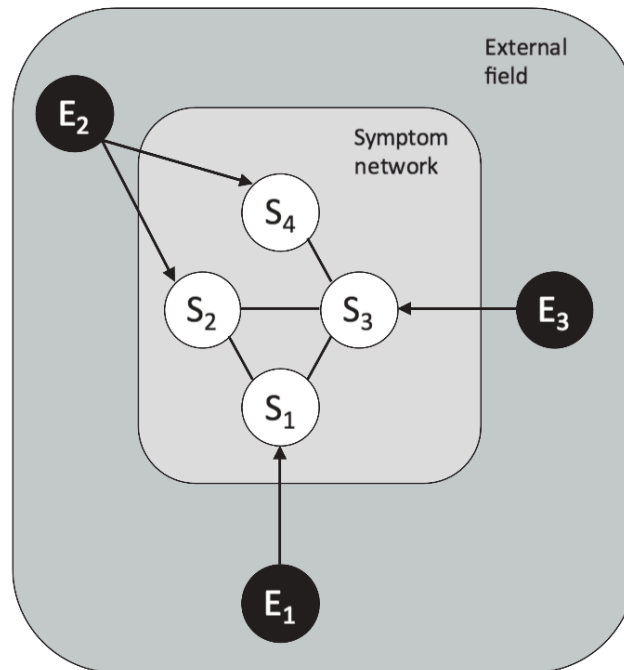 External
field
E₂
Symptom
network
S₄
S₂
S₃
E₃
S₁
E₁